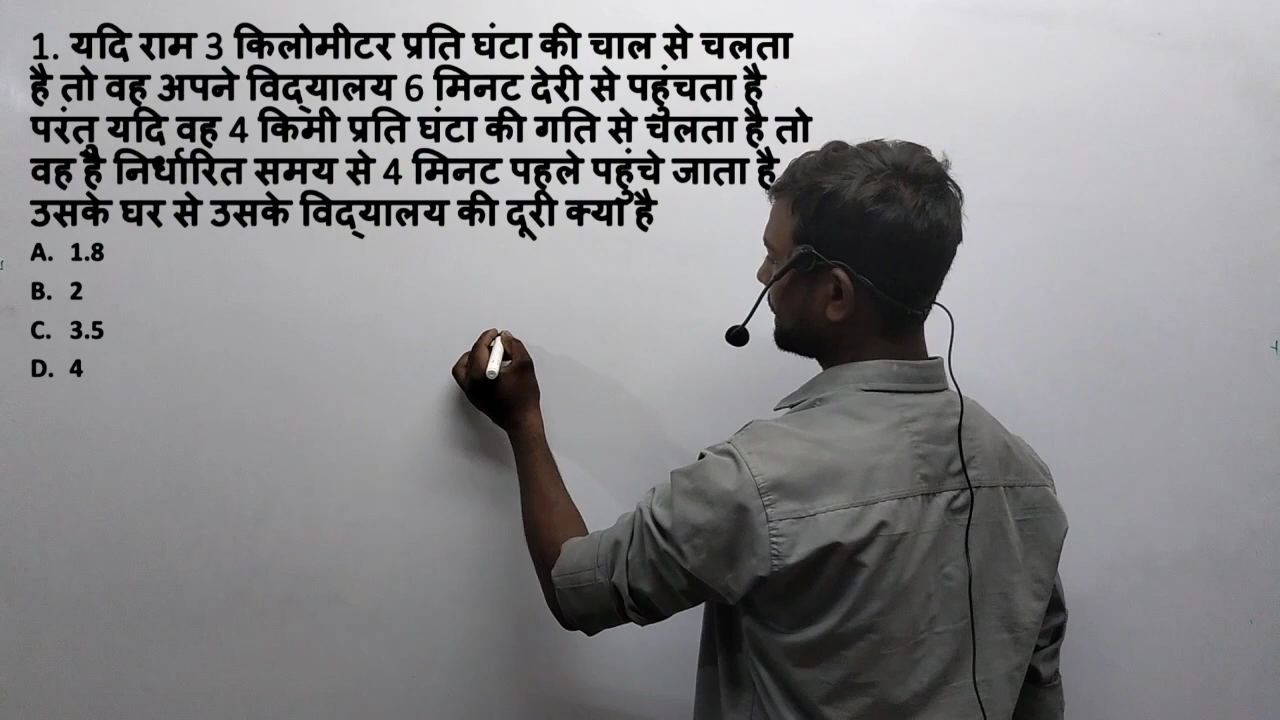 1. यदि राम 3 किलोमीटर प्रति घंटा की चाल से चलता
है तो वह अपने विद्यालय 6 मिनट देरी से पहुंचता है
परंतु यदि वह 4 किमी प्रति घंटा की गति से चलता है तो
वह है निर्धारित समय से 4 मिनट पहले पहुंचे जाता है
उसके घर से उसके विद्यालय की दूरी क्या है
A. 1.8
B. 2
C. 3.5
D. 4